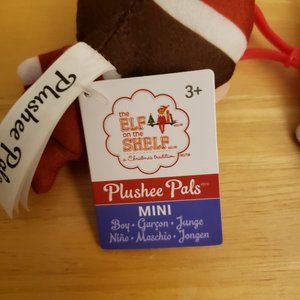 Plushee Pals
3+
the
ELF
on the
SHELF
a Christmas tradition
Plushee Pals
MINI
Boy • Garçon • Junge
Niño • Maschio • Jongen